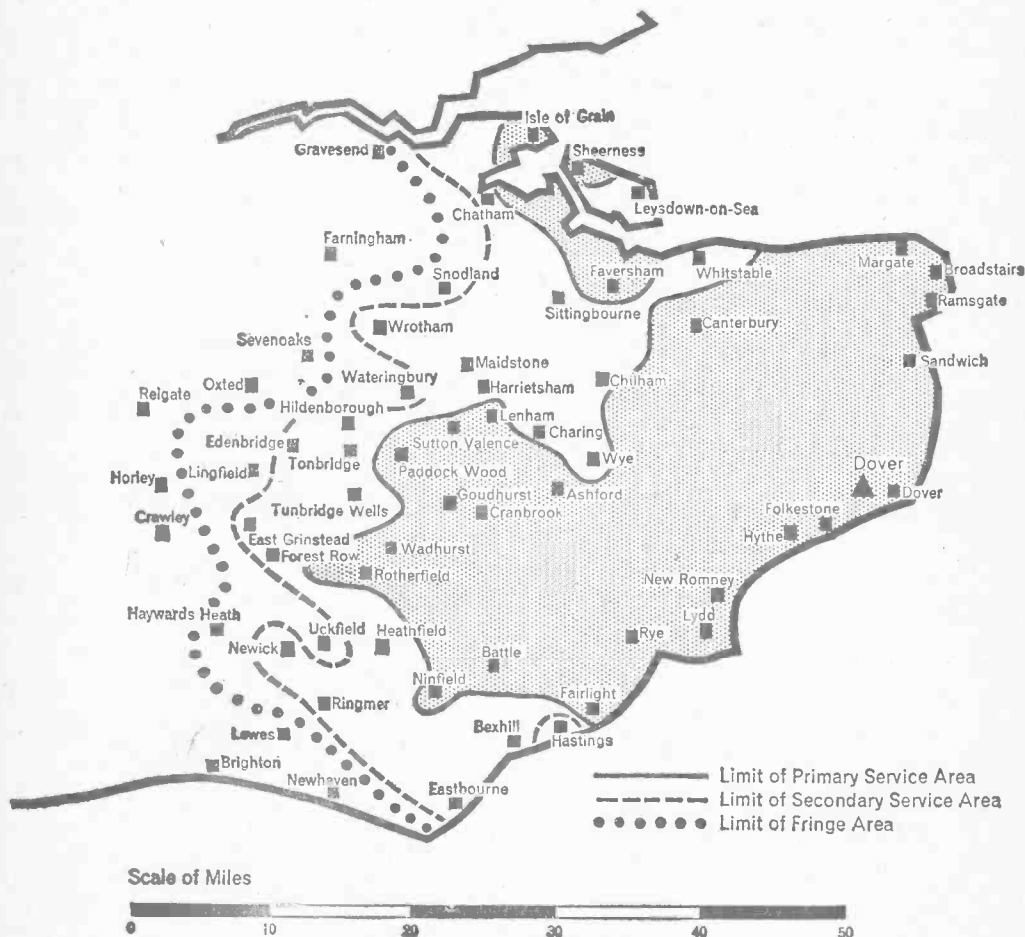 Isle of Grain
Gravesend
Sheerness
Chatham
Leysdown-on-Sea
Farningham
Snodland
Faversham
Whitstable
Margate
Broadstairs
Ramsgate
Sittingbourne
Wrotham
Canterbury
Sevenoaks
Maidstone
Sandwich
Oxted
Wateringbury
Harrietsham
Chilham
Reigate
Hildenborough
Lenham
Edenbridge
Sutton Valence
Charing
Tonbridge
Paddock Wood
Wye
Lingfield
Dover
Horley
Goudhurst
Ashford
Dover
Tunbridge Wells
Cranbrook
Folkestone
Crawley
East Grinstead
Hythe
Forest Row
Wadhurst
Rotherfield
New Romney
Haywards Heath
Lydd
Uckfield
Heathfield
Rye
Newick
Battle
Ninfield
Fairlight
Ringmer
Bexhill
Lewes
Hastings
Brighton
Newhaven
Eastbourne
Limit of Primary Service Area
Limit of Secondary Service Area
Limit of Fringe Area
Scale of Miles
0 10 20 30 40 50